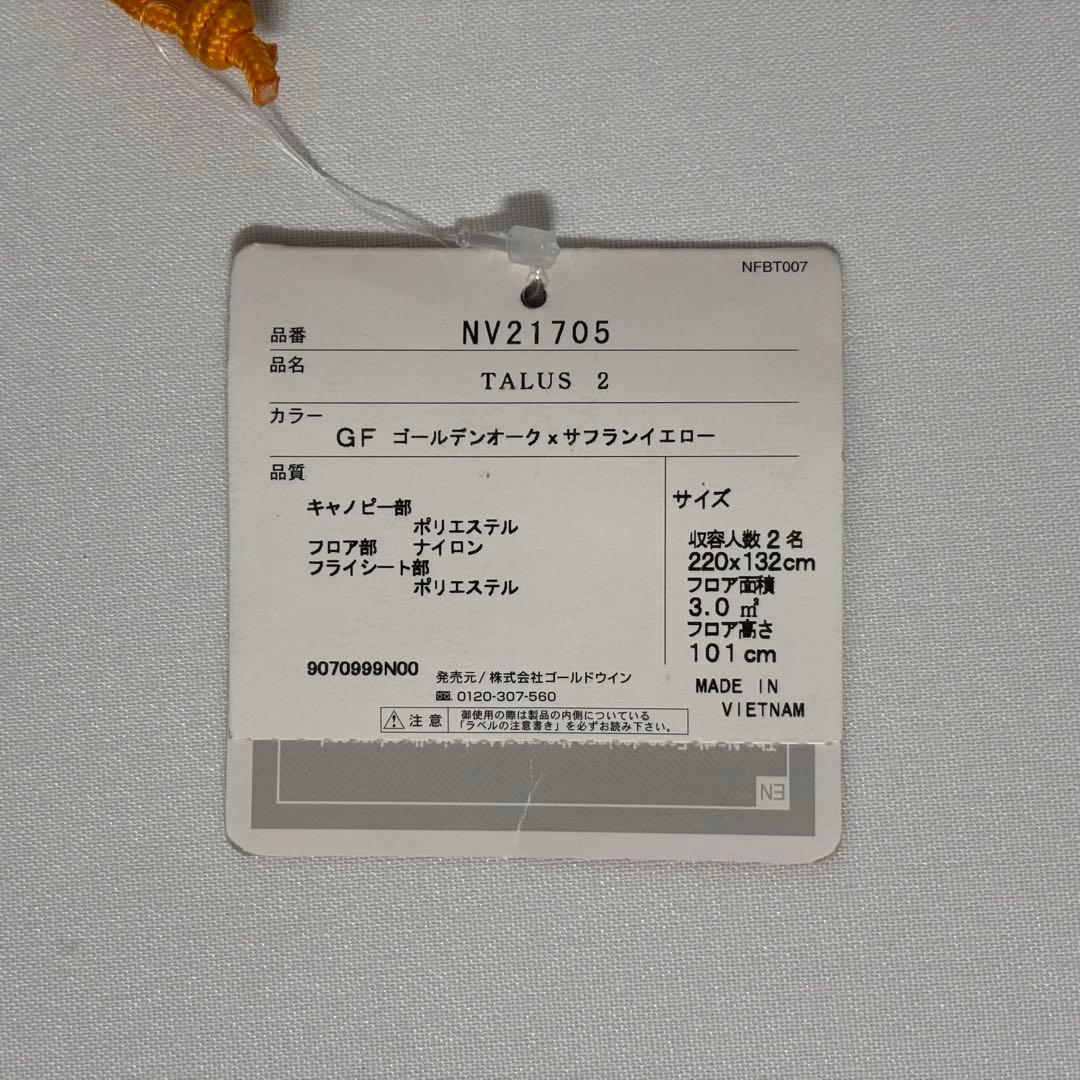 NFBT007
品番 NV21705
品名
TALUS 2
カラー
GF ゴールデンオークxサフランイエロー
品質
キャノピー部
ポリエステル
フロア部 ナイロン
フライシート部
ポリエステル
サイズ
収容人数2名
220x132cm
フロア面積
3.0 ㎡
フロア高さ
101cm
MADE IN
VIETNAM
9070999N00
発売元/株式会社ゴールドウイン
0120-307-560
注意
御使用の際は製品の内側についている
「ラベルの注意書き」を必ずお読み下さい。
EN